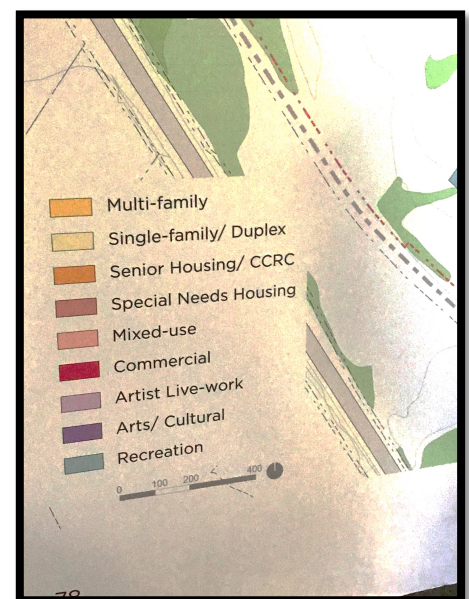 Multi-family
Single-family/ Duplex
Senior Housing/ CCRC
Special Needs Housing
Mixed-use
Commercial
Artist Live-work
Arts/ Cultural
Recreation
0 100 200 400
78